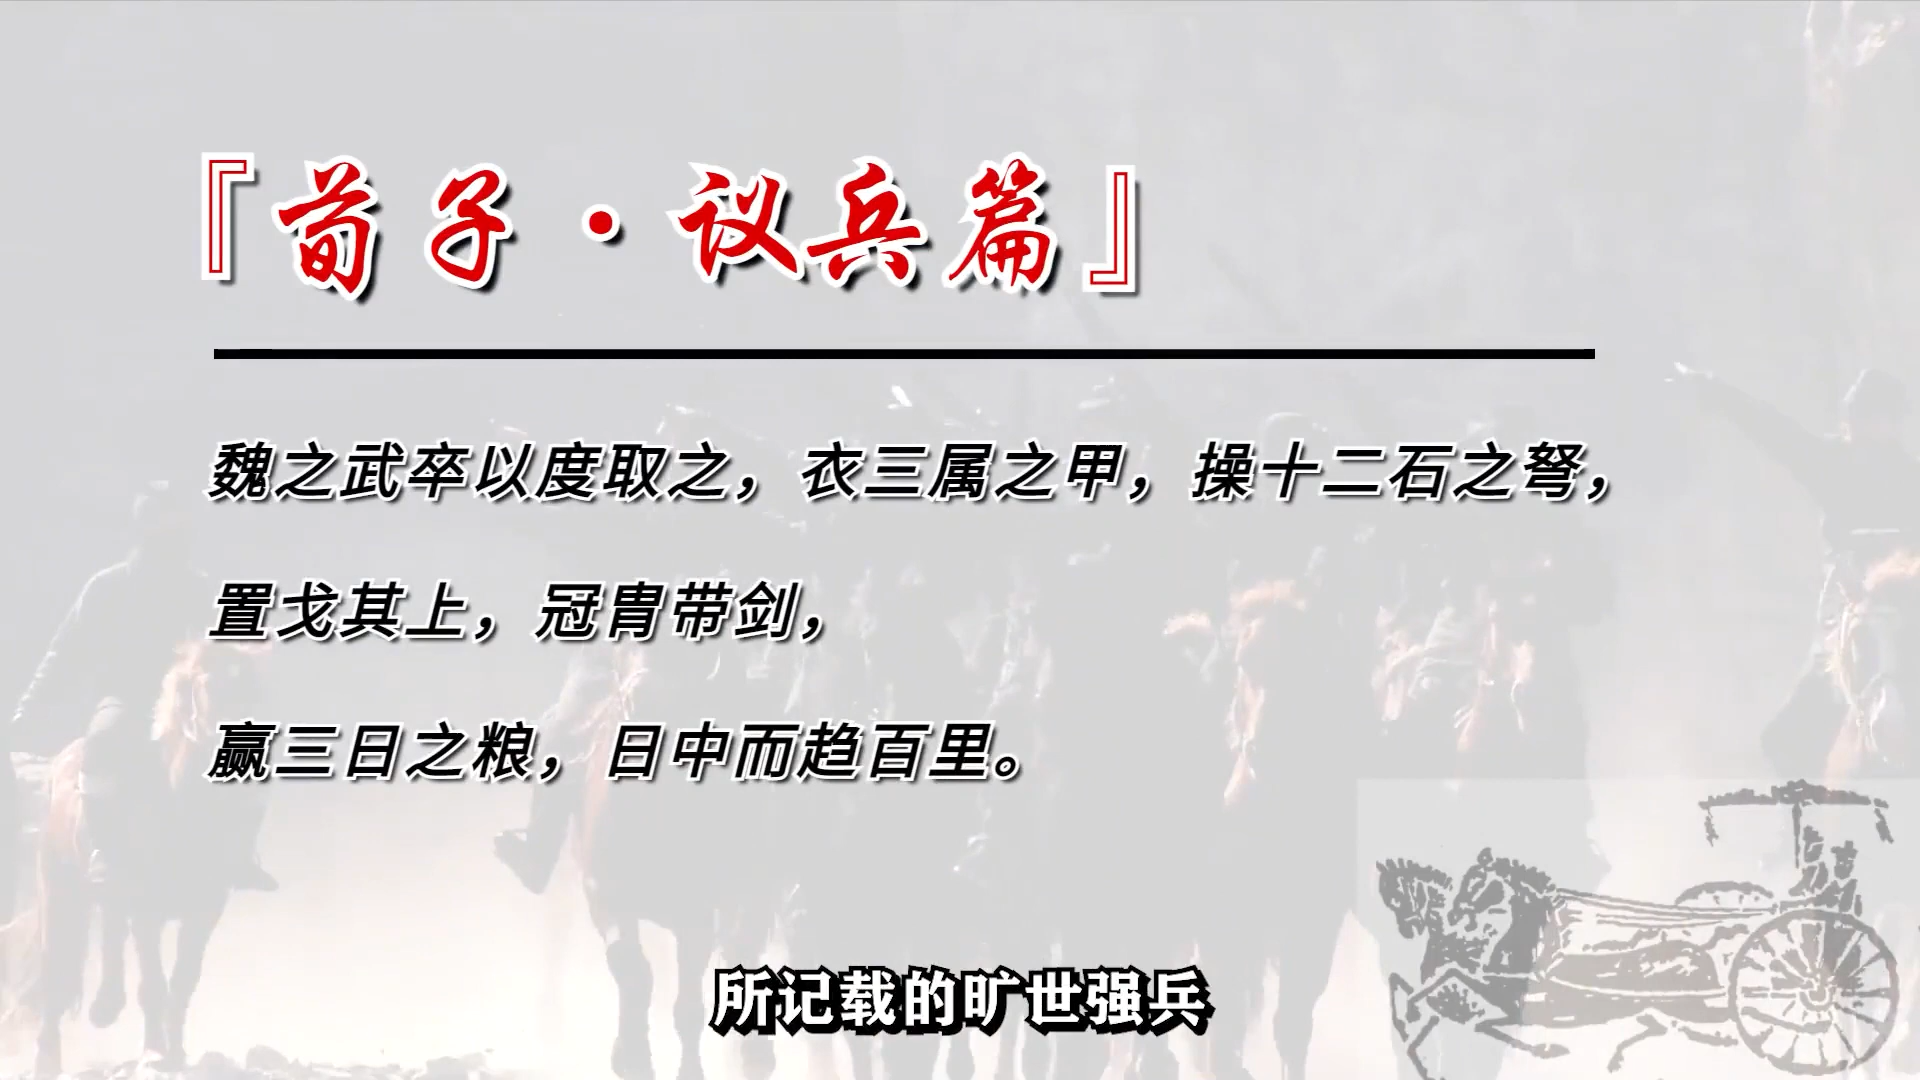 『荀子·议兵篇』
魏之武卒以度取之，衣三属之甲，操十二石之弩，
置戈其上，冠胄带剑，
赢三日之粮，日中而趋百里。
所记载的旷世强兵